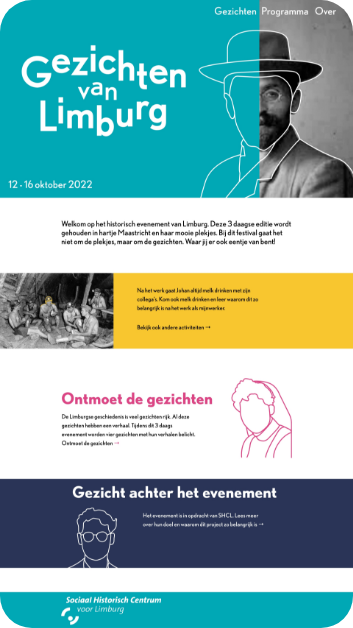 Gezichten Programma Over
Gezichten
van
Limburg
12 - 16 oktober 2022
Welkom op het historisch evenement van Limburg. Deze 3 daagse editie wordt
gehouden in hartje Maastricht en haar mooie plekjes. Bij dit festival gaat het
niet om de plekjes, maar om de gezichten. Waar jij er ook eentje van bent!
Na het werk gaat Johan altijd melk drinken met zijn
collega's. Kom ook melk drinken en leer waarom dit zo
belangrijk is na het werk als mijnwerker.
Bekijk ook andere activiteiten →
Ontmoet de gezichten
De Limburgse geschiedenis is veel gezichten rijk. Al deze
gezichten hebben een verhaal. Tijdens dit 3 daags
evenement worden vier gezichten met hun verhalen belicht.
Ontmoet de gezichten →
Gezicht achter het evenement
Het evenement is in opdracht van SHCL. Lees meer
over hun doel en waarom dit project zo belangrijk is →
Sociaal Historisch Centrum
voor Limburg